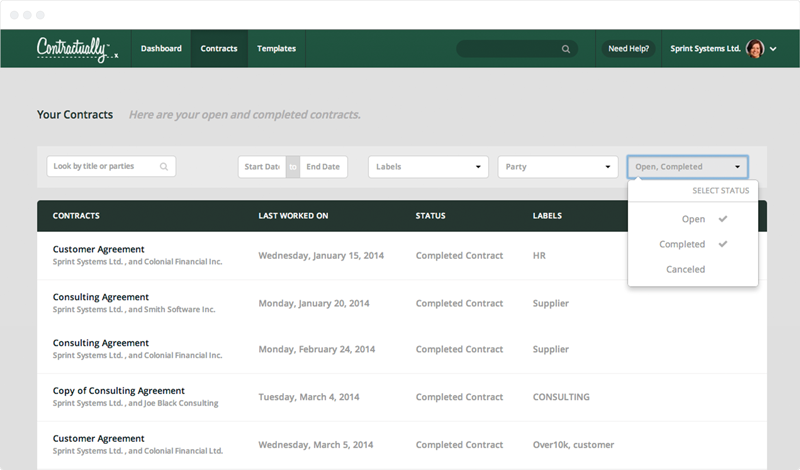 Contractually™ x
Dashboard
Contracts
Templates
Need Help?
Sprint Systems Ltd.
Your Contracts
Here are your open and completed contracts.
Look by title or parties
Start Dat
to
End Date
Labels
Party
Open, Completed
SELECT STATUS
Open
Completed
Canceled
CONTRACTS LAST WORKED ON STATUS LABELS
Customer Agreement
Sprint Systems Ltd. , and Colonial Financial Inc.
Wednesday, January 15, 2014
Completed Contract
HR
Consulting Agreement
Sprint Systems Ltd. , and Smith Software Inc.
Monday, January 20, 2014
Completed Contract
Supplier
Consulting Agreement
Sprint Systems Ltd. , and Colonial Financial Inc.
Monday, February 24, 2014
Completed Contract
Supplier
Copy of Consulting Agreement
Sprint Systems Ltd. , and Joe Black Consulting
Tuesday, March 4, 2014
Completed Contract
CONSULTING
Customer Agreement
Sprint Systems Ltd. , and Colonial Financial Ltd.
Wednesday, March 5, 2014
Completed Contract
Over10k, customer